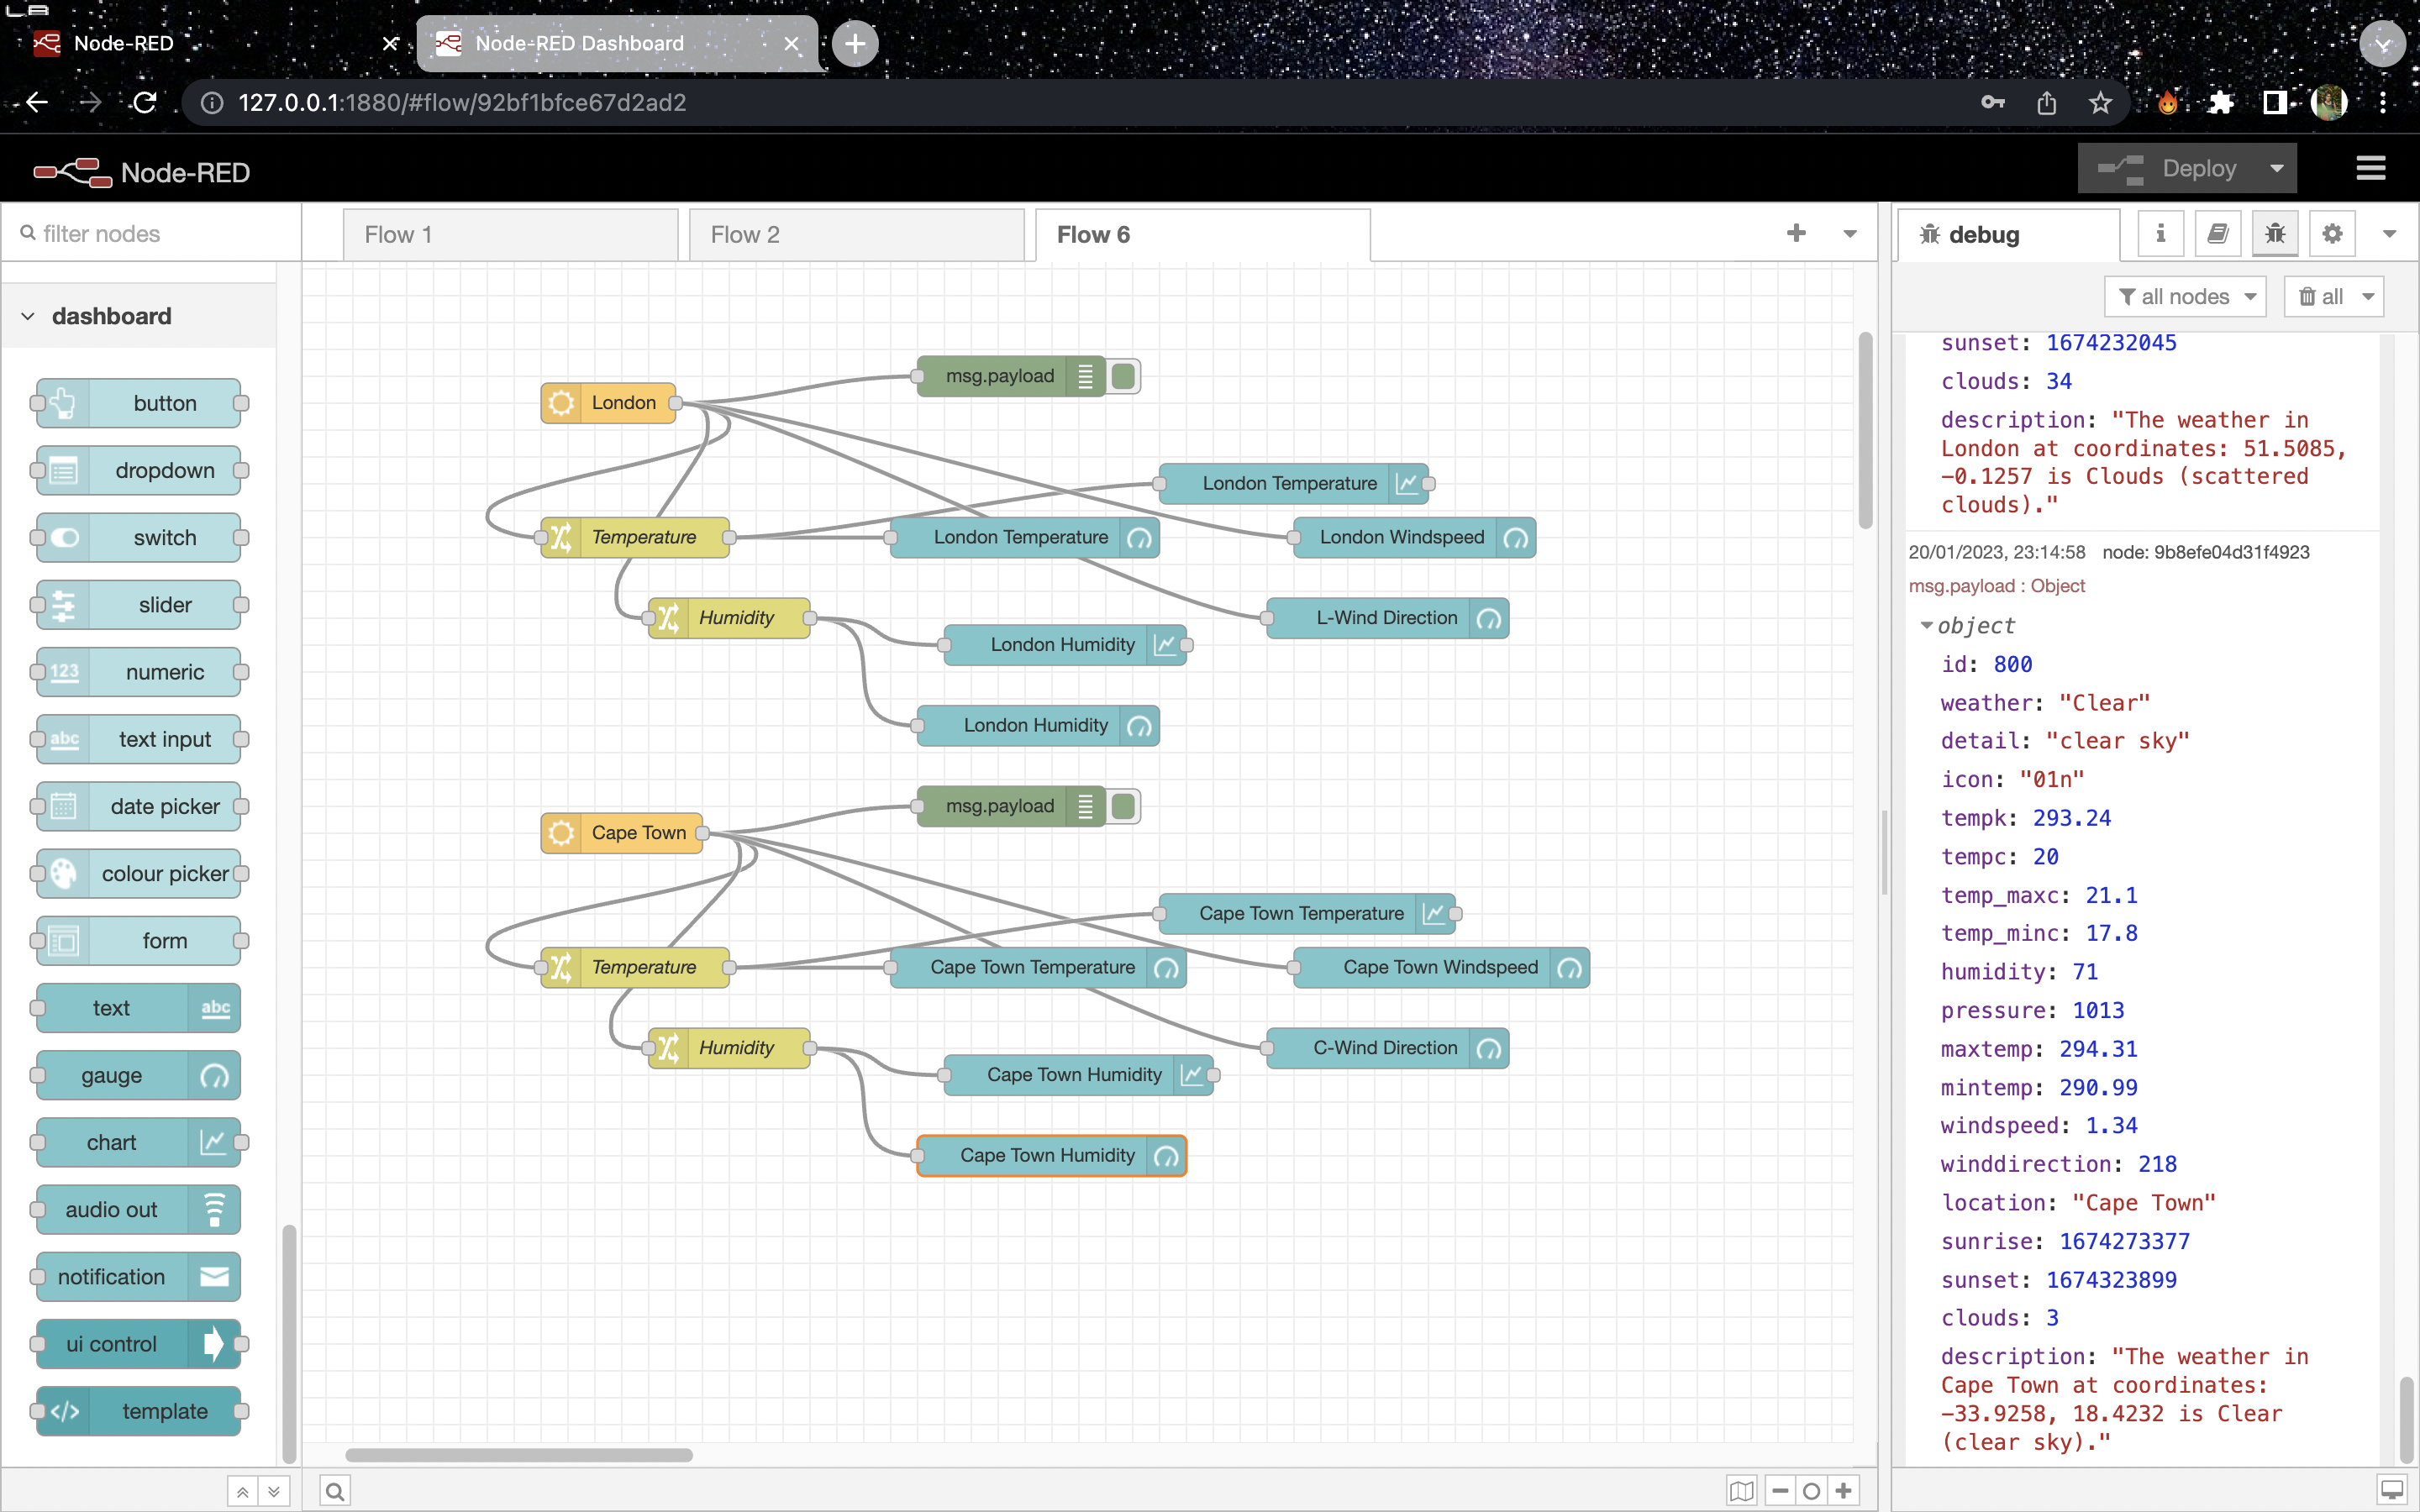 Node-RED
Node-RED Dashboard
127.0.0.1:1880/#flow/92bf1bfce67d2ad2
Node-RED
Deploy
filter nodes
Flow 1
Flow 2
Flow 6
debug
i
all nodes
all
dashboard
button
dropdown
switch
slider
123
numeric
abc
text input
date picker
colour picker
form
text
abc
gauge
chart
audio out
notification
ui control
</>
template
msg.payload
London
London Temperature
Temperature
London Temperature
London Windspeed
Humidity
L-Wind Direction
London Humidity
London Humidity
msg.payload
Cape Town
Cape Town Temperature
Temperature
Cape Town Temperature
Cape Town Windspeed
Humidity
C-Wind Direction
Cape Town Humidity
Cape Town Humidity
sunset: 1674232045
clouds: 34
description: "The weather in
London at coordinates: 51.5085,
-0.1257 is Clouds (scattered
clouds)."
20/01/2023, 23:14:58 node: 9b8efe04d31f4923
msg.payload : Object
object
id: 800
weather: "Clear"
detail: "clear sky"
icon: "01n"
tempk: 293.24
tempc: 20
temp_maxc: 21.1
temp_minc: 17.8
humidity: 71
pressure: 1013
maxtemp: 294.31
mintemp: 290.99
windspeed: 1.34
winddirection: 218
location: "Cape Town"
sunrise: 1674273377
sunset: 1674323899
clouds: 3
description: "The weather in
Cape Town at coordinates:
-33.9258, 18.4232 is Clear
(clear sky)."